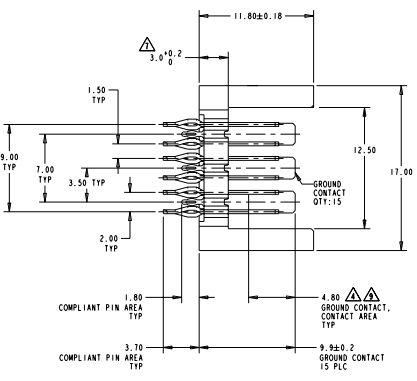 11.80±0.18
7
3.0 +0.2 0
1.50
TYP
9.00
TYP
7.00
TYP
3.50 TYP
12.50
17.00
GROUND
CONTACT
QTY:15
2.00
TYP
1.80
COMPLIANT PIN AREA
TYP
4.80 4 9
GROUND CONTACT,
CONTACT AREA
TYP
3.70
COMPLIANT PIN AREA
TYP
9.9±0.2
GROUND CONTACT
15 PLC